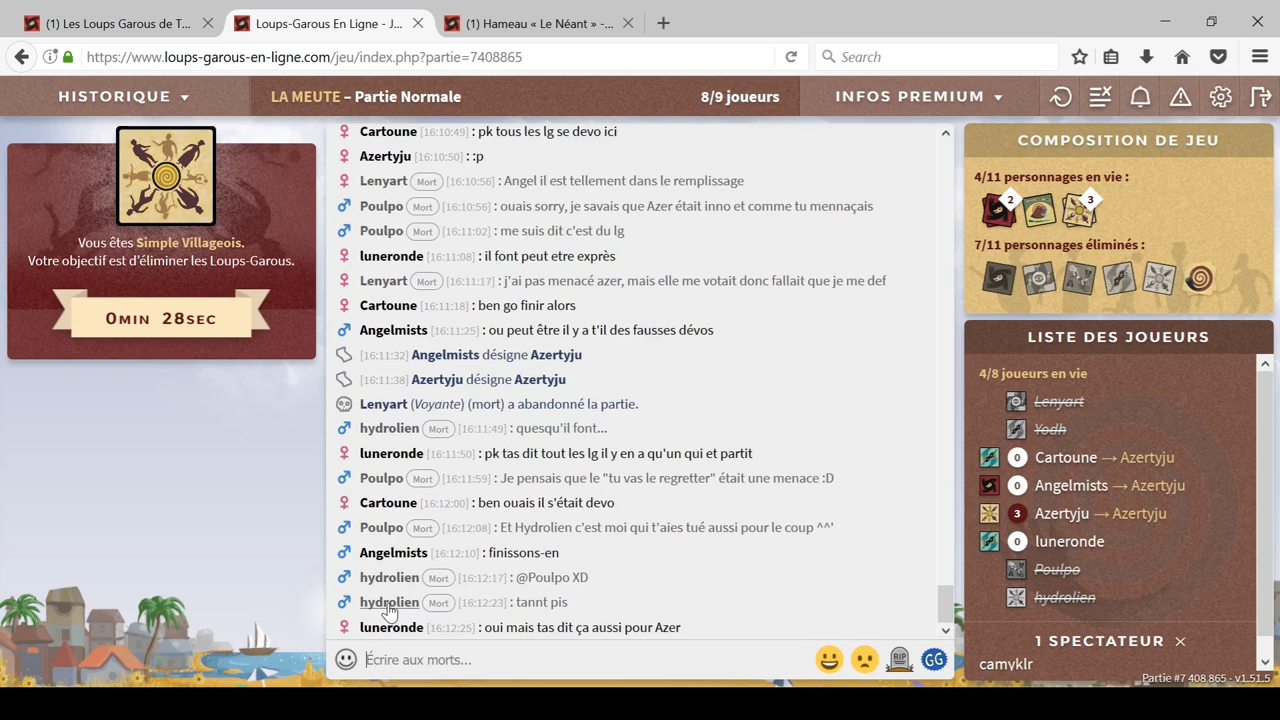 (1) Les Loups Garous de T...
Loups-Garous En Ligne - J...
(1) Hameau « Le Néant » -...
https://www.loups-garous-en-ligne.com/jeu/index.php?partie=7408865
Search
HISTORIQUE
LA MEUTE – Partie Normale
8/9 joueurs
INFOS PREMIUM
Vous êtes Simple Villageois.
Votre objectif est d'éliminer les Loups-Garous.
0MIN 28SEC
Cartoune [16:10:49] : pk tous les lg se devo ici
Azertyju [16:10:50] : :p
Lenyart Mort [16:10:56] : Angel il est tellement dans le remplissage
Poulpo Mort [16:10:56] : ouais sorry, je savais que Azer était inno et comme tu mennaçais
Poulpo Mort [16:11:02] : me suis dit c'est du lg
luneronde [16:11:08] : il font peut etre exprès
Lenyart Mort [16:11:17] : j'ai pas menacé azer, mais elle me votait donc fallait que je me def
Cartoune [16:11:18] : ben go finir alors
Angelmists [16:11:25] : ou peut être il y a t'il des fausses dévos
[16:11:32] Angelmists désigne Azertyju
[16:11:38] Azertyju désigne Azertyju
Lenyart (Voyante) (mort) a abandonné la partie.
hydrolien Mort [16:11:49] : quesqu'il font...
luneronde [16:11:50] : pk tas dit tout les lg il y en a qu'un qui et partit
Poulpo Mort [16:11:59] : Je pensais que le "tu vas le regretter" était une menace :D
Cartoune [16:12:00] : ben ouais il s'était devo
Poulpo Mort [16:12:08] : Et Hydrolien c'est moi qui t'aies tué aussi pour le coup ^^'
Angelmists [16:12:10] : finissons-en
hydrolien Mort [16:12:17] : @Poulpo XD
hydrolien Mort [16:12:23] : tannt pis
luneronde [16:12:25] : oui mais tas dit ça aussi pour Azer
Écrire aux morts...
RIP
GG
COMPOSITION DE JEU
4/11 personnages en vie :
2
3
7/11 personnages éliminés :
LISTE DES JOUEURS
4/8 joueurs en vie
Lenyart
Yodh
0 Cartoune → Azertyju
0 Angelmists → Azertyju
3 Azertyju → Azertyju
0 luneronde
Poulpo
hydrolien
1 SPECTATEUR
camyklr
Partie #7 408 865 - v1.51.5